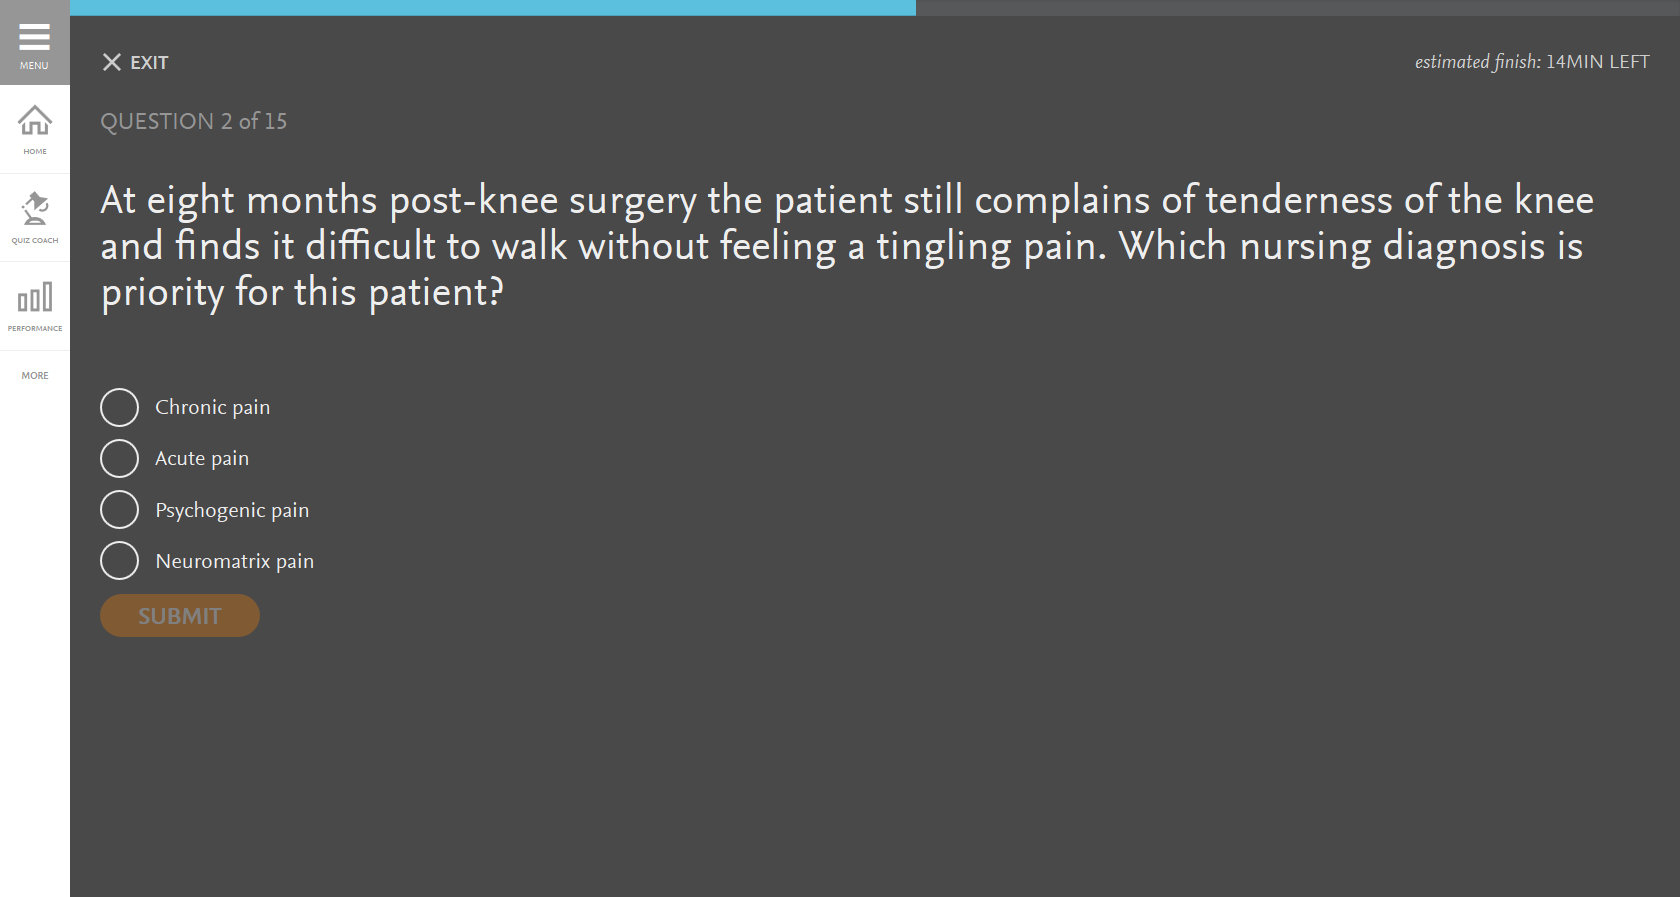 MENU
EXIT
estimated finish: 14MIN LEFT
HOME
QUESTION 2 of 15
QUIZ COACH
At eight months post-knee surgery the patient still complains of tenderness of the knee
and finds it difficult to walk without feeling a tingling pain. Which nursing diagnosis is
priority for this patient?
PERFORMANCE
MORE
Chronic pain
Acute pain
Psychogenic pain
Neuromatrix pain
SUBMIT